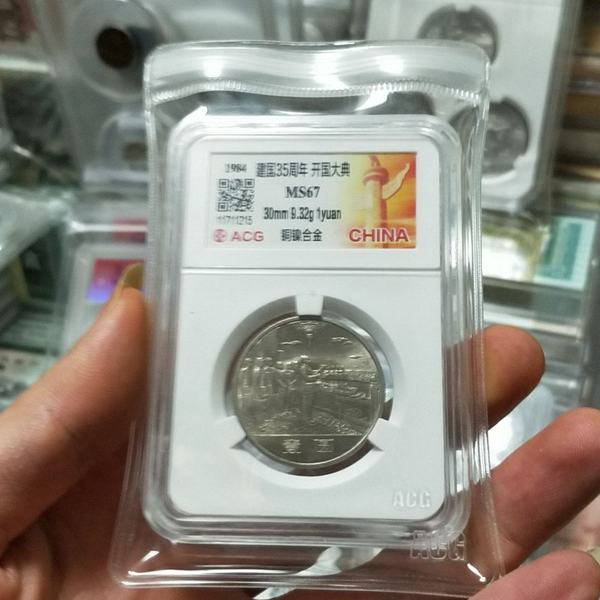 1984 建国35周年 开国大典
MS67
11711215
30mm 9.32g 1yuan
ACG 铜镍合金 CHINA
壹圆
ACG
ACG